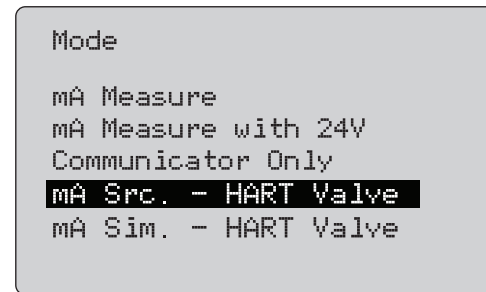 Mode
mA Measure
mA Measure with 24V
Communicator Only
mA Src. - HART Valve
mA Sim. - HART Valve